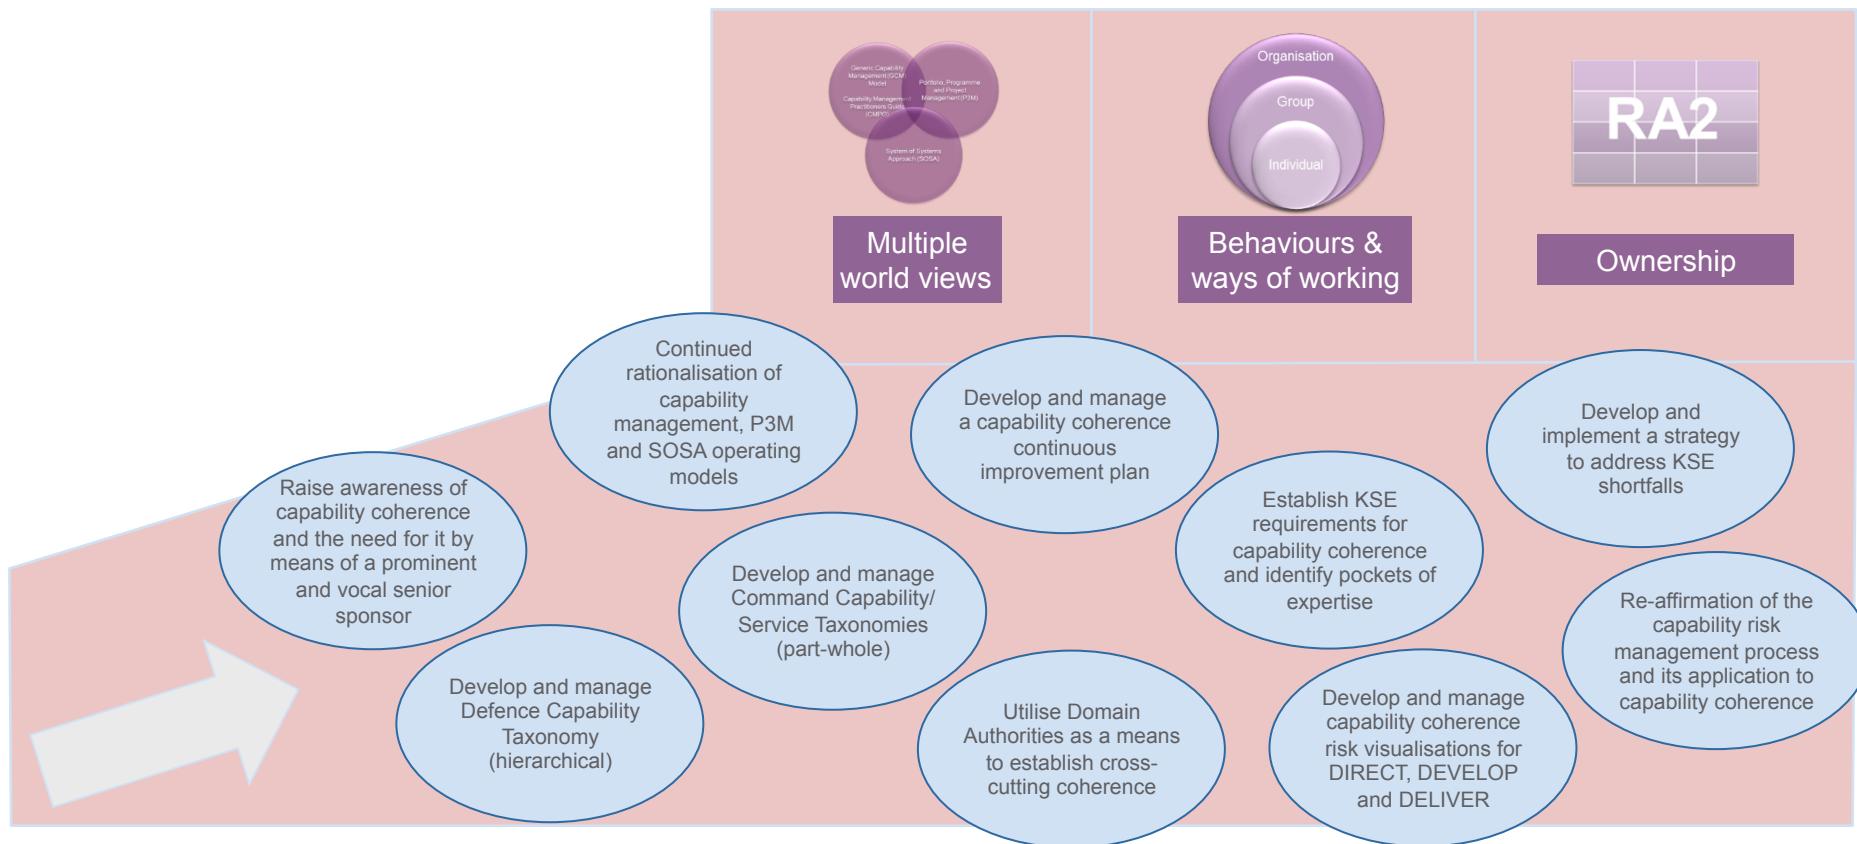 Generic Capability
Management (GCM)
Model
Capability Management
Practitioners Guide
(CMPG)
Portfolio, Programme
and Project
Management (P3M)
System of Systems
Approach (SOSA)
Organisation
Group
Individual
RA2
Multiple
world views
Behaviours &
ways of working
Ownership
Continued
rationalisation of
capability
management, P3M
and SOSA operating
models
Develop and manage
a capability coherence
continuous
improvement plan
Develop and
implement a strategy
to address KSE
shortfalls
Raise awareness of
capability coherence
and the need for it by
means of a prominent
and vocal senior
sponsor
Establish KSE
requirements for
capability coherence
and identify pockets of
expertise
Develop and manage
Command Capability/
Service Taxonomies
(part-whole)
Re-affirmation of the
capability risk
management process
and its application to
capability coherence
Develop and manage
Defence Capability
Taxonomy
(hierarchical)
Utilise Domain
Authorities as a means
to establish cross-
cutting coherence
Develop and manage
capability coherence
risk visualisations for
DIRECT, DEVELOP
and DELIVER